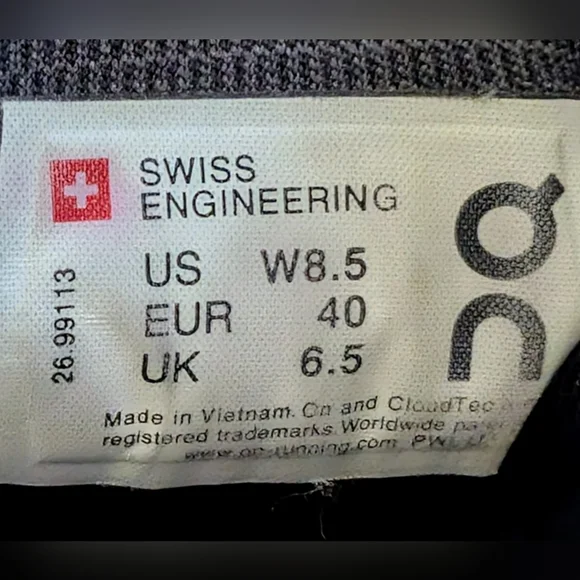 SWISS
ENGINEERING
US W8.5
EUR 40
UK 6.5
26.99113
Made in Vietnam. On and CloudTec
registered trademarks. Worldwide
www.on-running.com
on